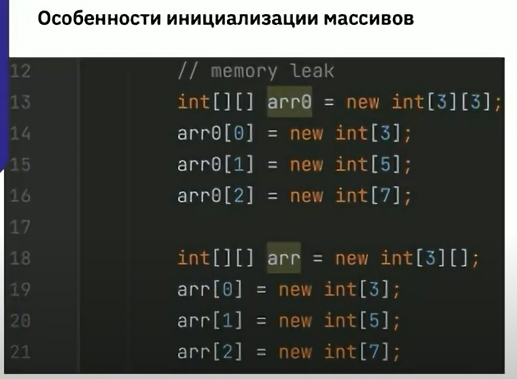 Особенности инициализации массивов
12 // memory leak
13 int[][] arr0 = new int[3][3];
14 arr0[0] = new int[3];
15 arr0[1] = new int[5];
16 arr0[2] = new int[7];
17
18 int[][] arr = new int[3][];
19 arr[0] = new int[3];
20 arr[1] = new int[5];
21 arr[2] = new int[7];